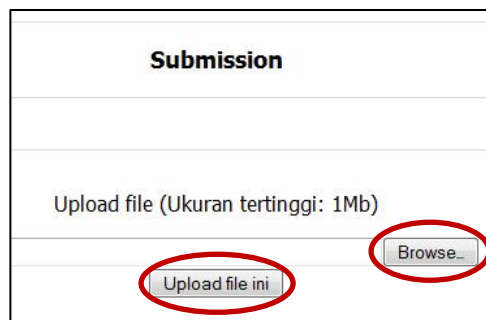 Submission
Upload file (Ukuran tertinggi: 1Mb)
Browse...
Upload file ini